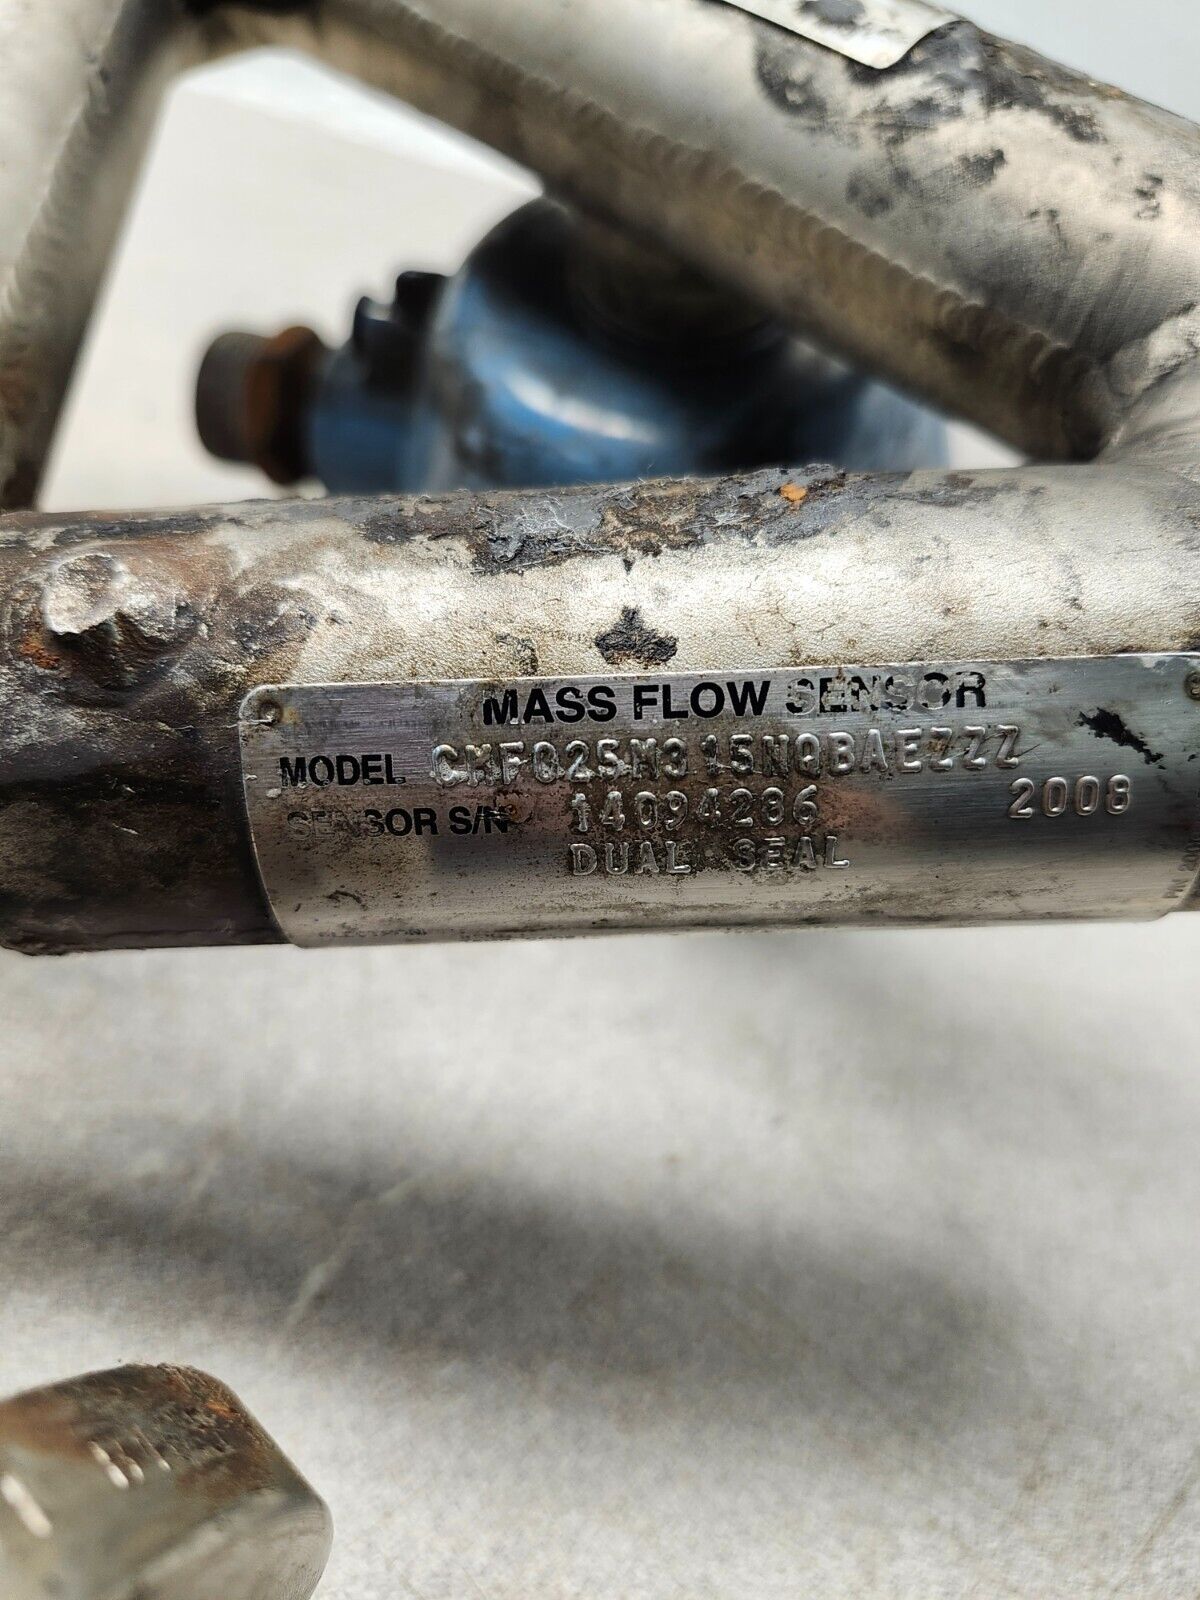 MASS FLOW SENSOR
MODEL CMF025M315NQBAEZZZ
SENSOR S/N 14094286 2008
DUAL SEAL